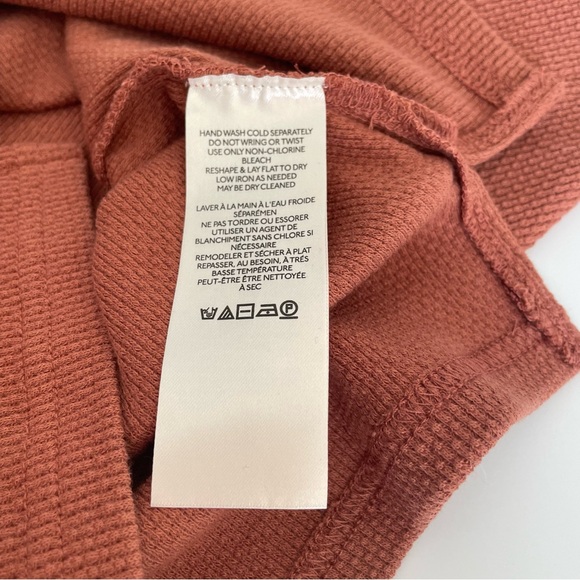 HAND WASH COLD SEPARATELY
DO NOT WRING OR TWIST
USE ONLY NON-CHLORINE
BLEACH
RESHAPE & LAY FLAT TO DRY
LOW IRON AS NEEDED
MAY BE DRY CLEANED
LAVER À LA MAIN À L'EAU FROIDE
SÉPARÉMEN
NE PAS TORDRE OU ESSORER
UTILISER UN AGENT DE
BLANCHIMENT SANS CHLORE SI
NÉCESSAIRE
REMODELER ET SÉCHER À PLAT
REPASSER, AU BESOIN, À TRÉS
BASSE TEMPÉRATURE
PEUT-ÊTRE ÊTRE NETTOYÉE
À SEC
P